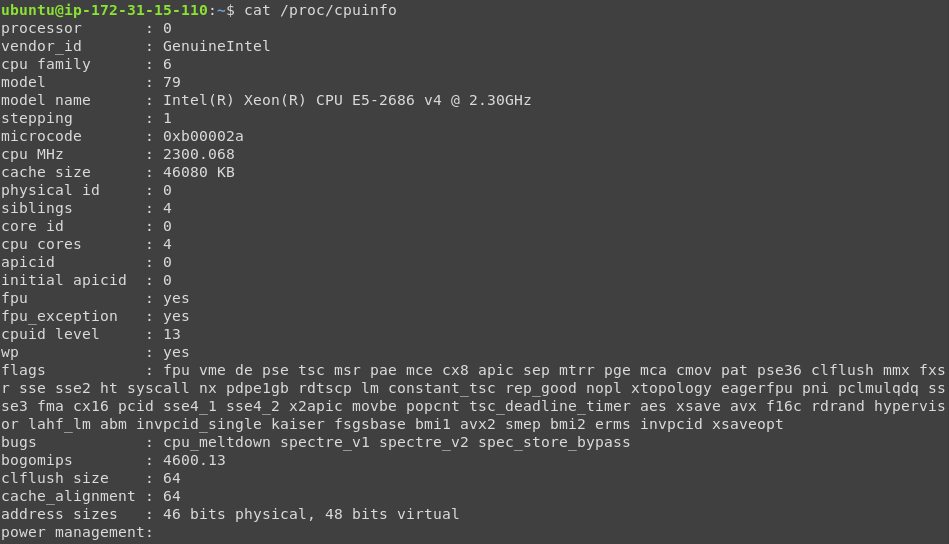 ubuntu@ip-172-31-15-110:~$ cat /proc/cpuinfo
processor : 0
vendor_id : GenuineIntel
cpu family : 6
model : 79
model name : Intel(R) Xeon(R) CPU E5-2686 v4 @ 2.30GHz
stepping : 1
microcode : 0xb00002a
cpu MHz : 2300.068
cache size : 46080 KB
physical id : 0
siblings : 4
core id : 0
cpu cores : 4
apicid : 0
initial apicid : 0
fpu : yes
fpu_exception : yes
cpuid level : 13
wp : yes
flags : fpu vme de pse tsc msr pae mce cx8 apic sep mtrr pge mca cmov pat pse36 clflush mmx fxs
r sse sse2 ht syscall nx pdpe1gb rdtscp lm constant_tsc rep_good nopl xtopology eagerfpu pni pclmulqdq ss
se3 fma cx16 pcid sse4_1 sse4_2 x2apic movbe popcnt tsc_deadline_timer aes xsave avx f16c rdrand hypervis
or lahf_lm abm invpcid_single kaiser fsgsbase bmi1 avx2 smep bmi2 erms invpcid xsaveopt
bugs : cpu_meltdown spectre_v1 spectre_v2 spec_store_bypass
bogomips : 4600.13
clflush size : 64
cache_alignment : 64
address sizes : 46 bits physical, 48 bits virtual
power management: